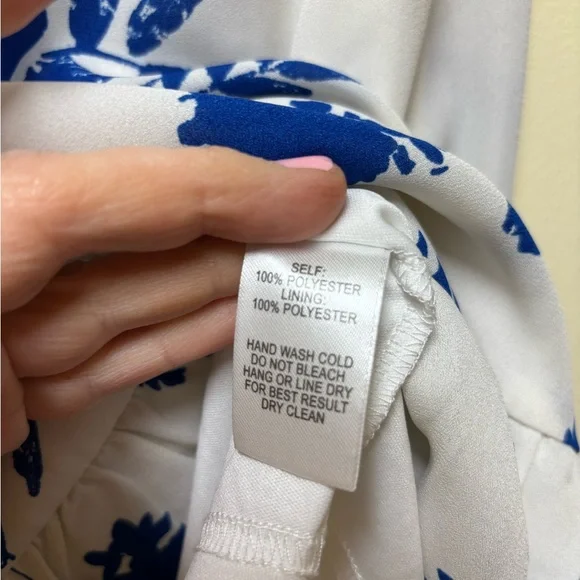 SELF:
100% POLYESTER
LINING:
100% POLYESTER
HAND WASH COLD
DO NOT BLEACH
HANG OR LINE DRY
FOR BEST RESULT
DRY CLEAN